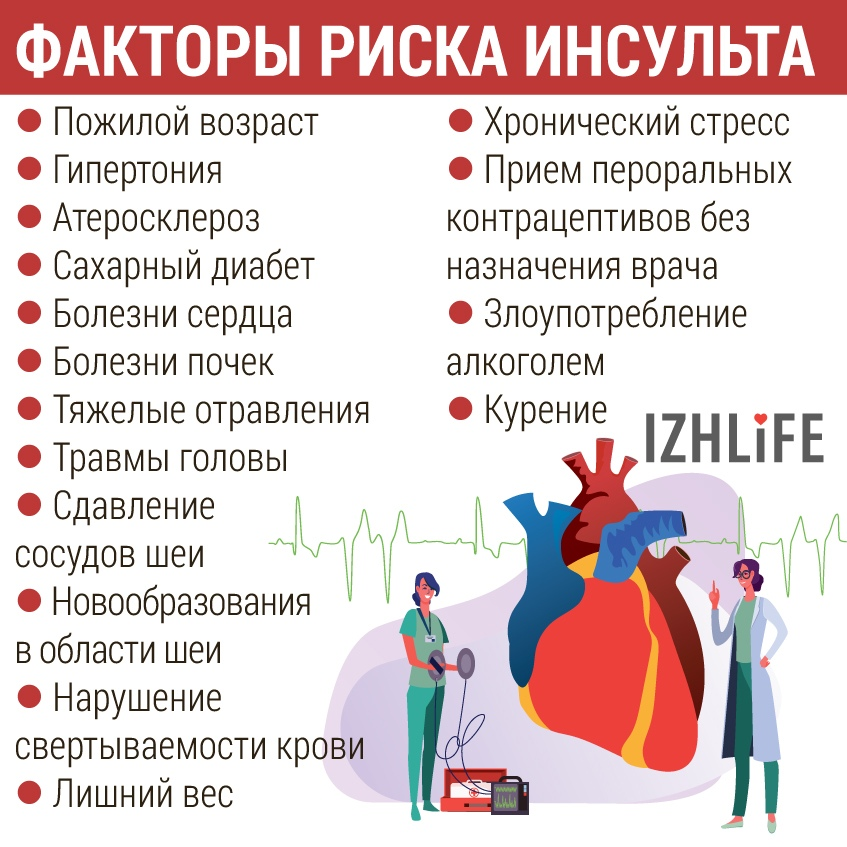 ФАКТОРЫ РИСКА ИНСУЛЬТА
● Пожилой возраст
● Гипертония
● Атеросклероз
● Сахарный диабет
● Болезни сердца
● Болезни почек
● Тяжелые отравления
● Травмы головы
● Сдавление
сосудов шеи
● Новообразования
в области шеи
● Нарушение
свертываемости крови
● Лишний вес
● Хронический стресс
● Прием пероральных
контрацептивов без
назначения врача
● Злоупотребление
алкоголем
● Курение
IZHLiFE